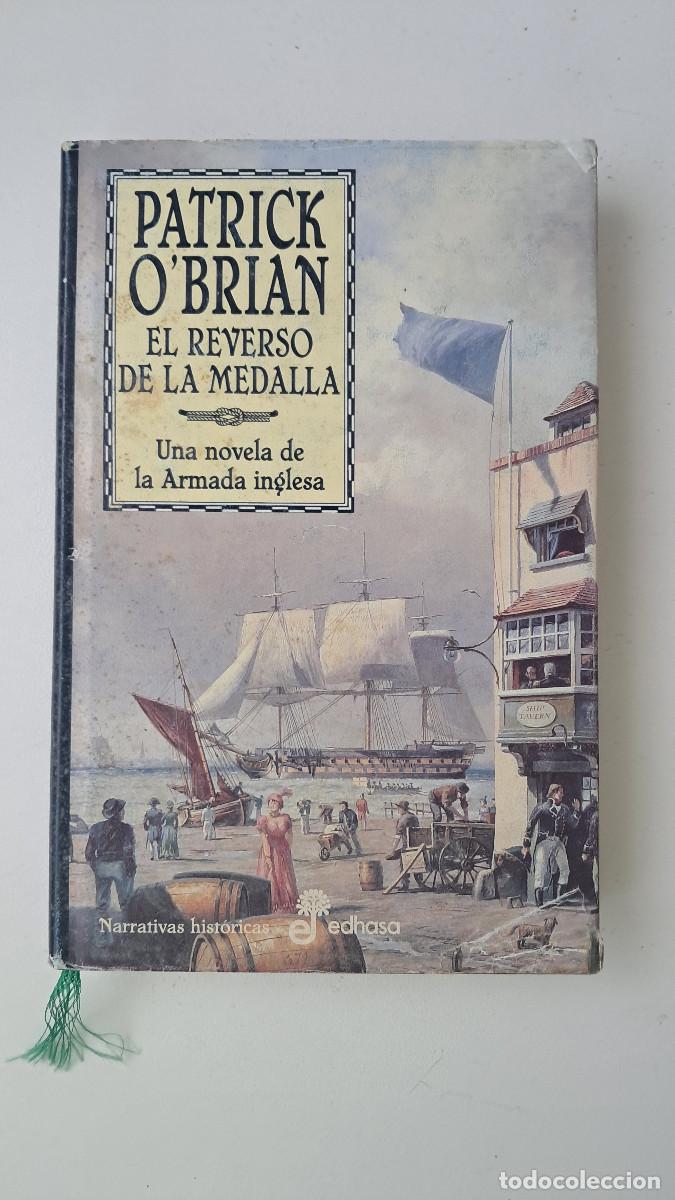 PATRICK
O'BRIAN
EL REVERSO
DE LA MEDALLA
Una novela de
la Armada inglesa
SHIP
TAVERN
Narrativas históricas
edhasa
todocoleccion